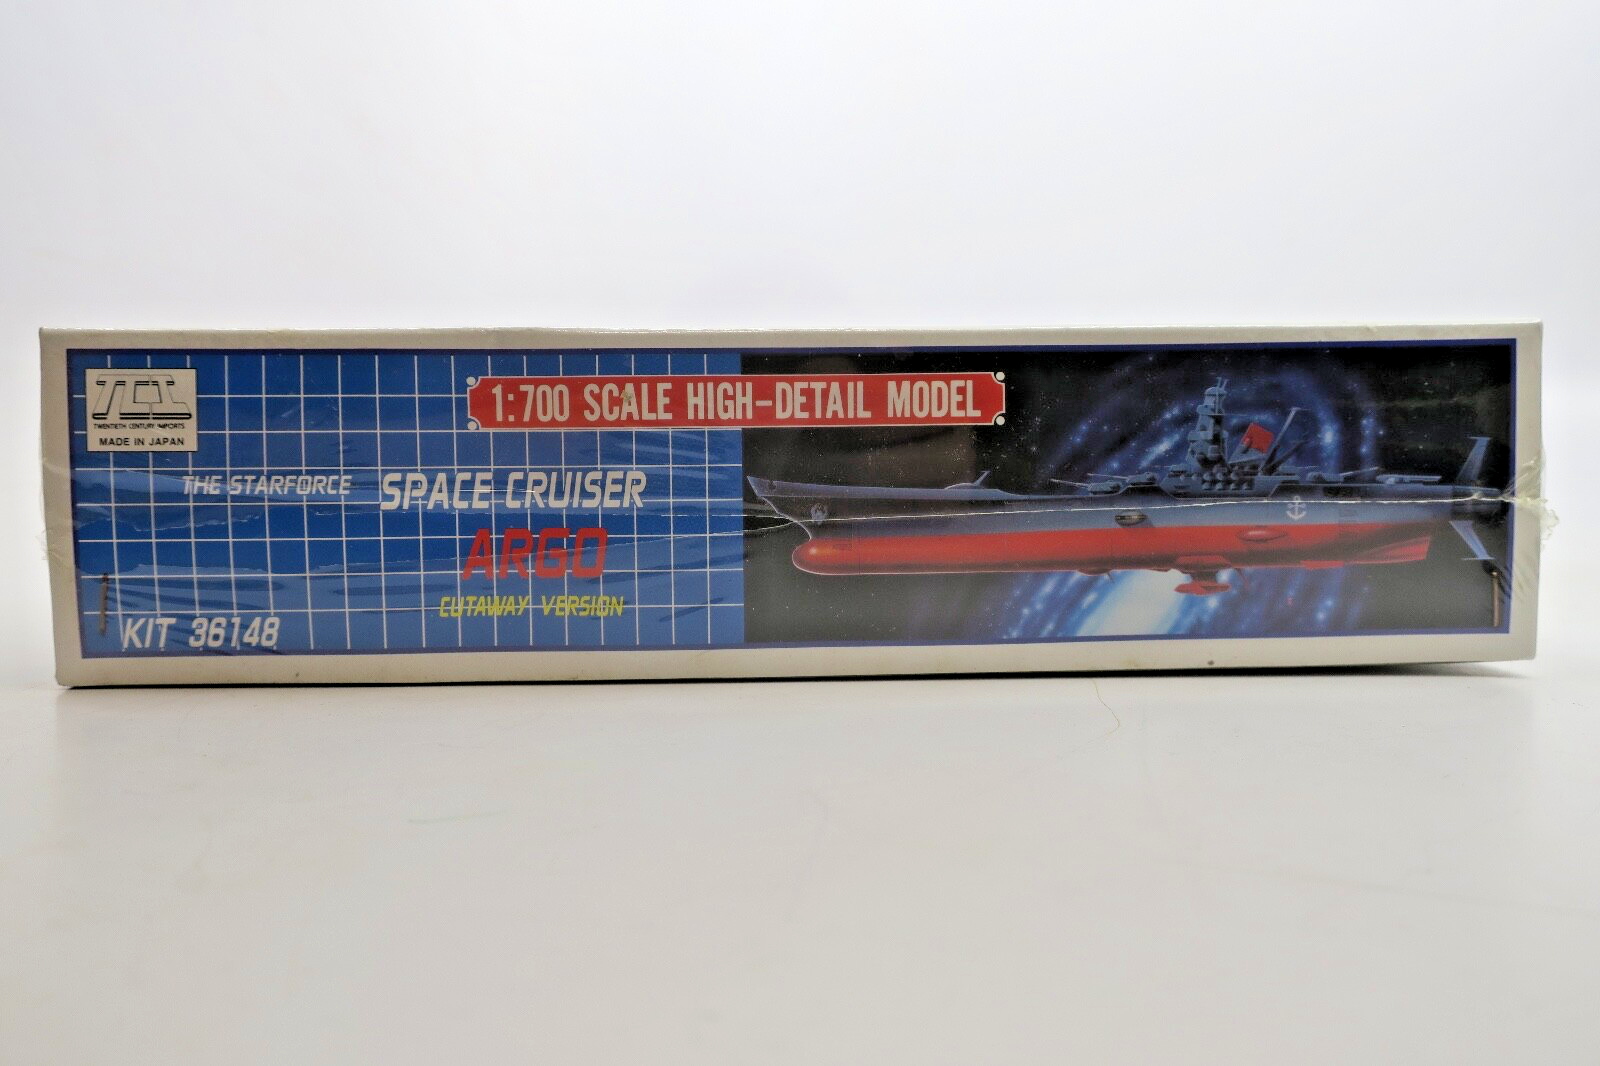 TCI
TWENTIETH CENTURY IMPORTS
MADE IN JAPAN
1:700 SCALE HIGH-DETAIL MODEL
THE STARFORCE SPACE CRUISER
ARGO
CUTAWAY VERSION
KIT 36148